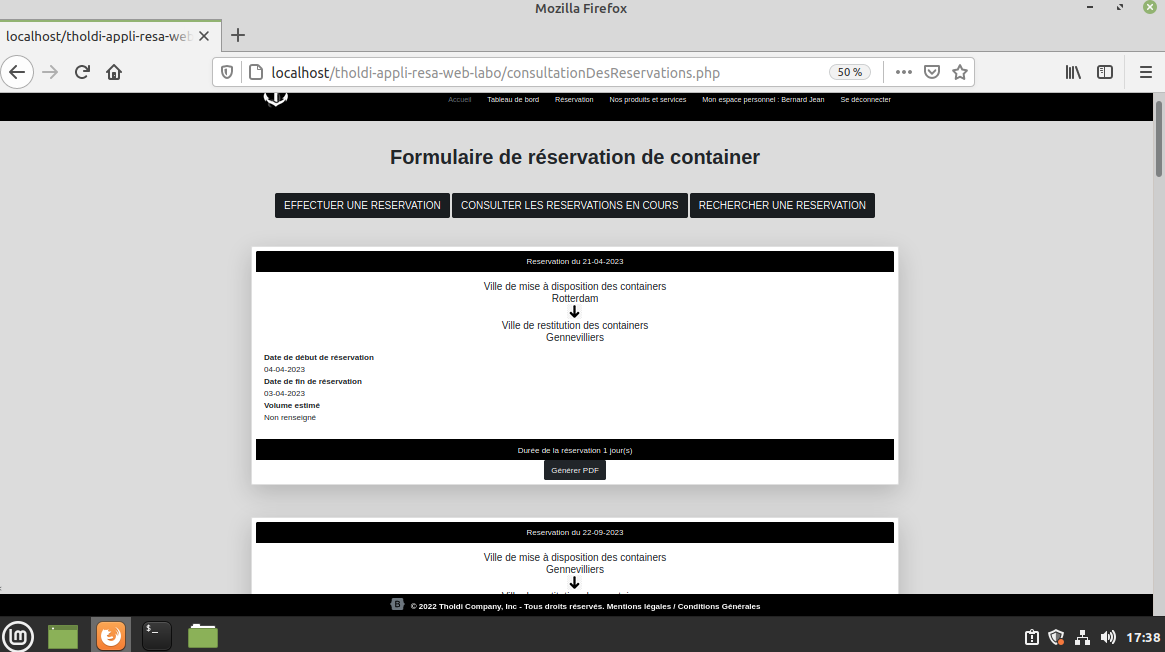 Mozilla Firefox
localhost/tholdi-appli-resa-web
localhost/tholdi-appli-resa-web-labo/consultationDesReservations.php
50 %
Accueil Tableau de bord Réservation Nos produits et services Mon espace personnel : Bernard Jean Se déconnecter
Formulaire de réservation de container
EFFECTUER UNE RESERVATION CONSULTER LES RESERVATIONS EN COURS RECHERCHER UNE RESERVATION
Reservation du 21-04-2023
Ville de mise à disposition des containers
Rotterdam
Ville de restitution des containers
Gennevilliers
Date de début de réservation
04-04-2023
Date de fin de réservation
03-04-2023
Volume estimé
Non renseigné
Durée de la réservation 1 jour(s)
Générer PDF
Reservation du 22-09-2023
Ville de mise à disposition des containers
Gennevilliers
B © 2022 Tholdi Company, Inc - Tous droits réservés. Mentions légales / Conditions Générales
$_
17:38